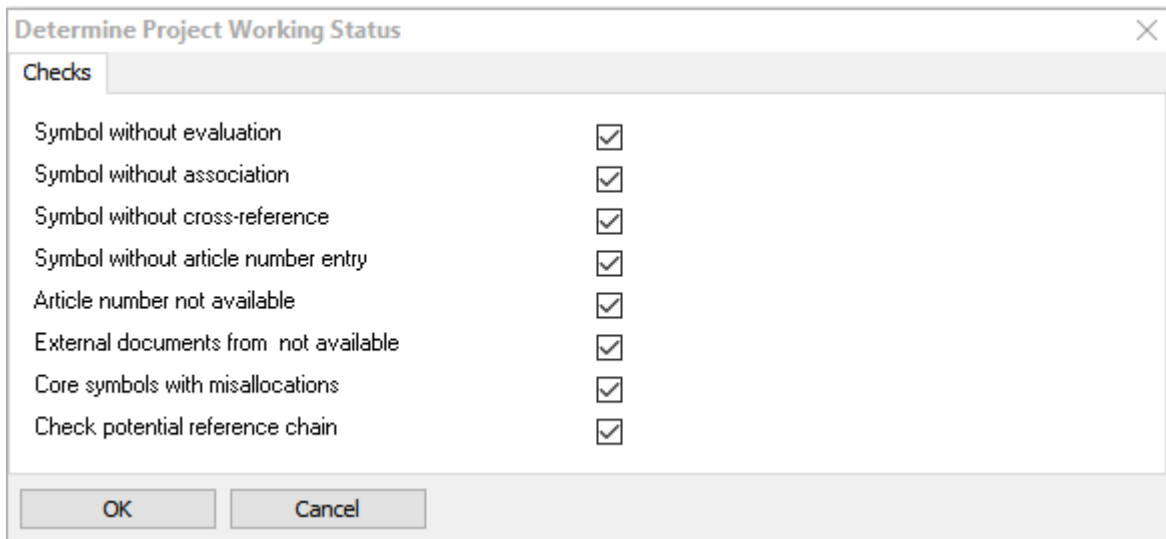 Determine Project Working Status
Checks
Symbol without evaluation
Symbol without association
Symbol without cross-reference
Symbol without article number entry
Article number not available
External documents from  not available
Core symbols with misallocations
Check potential reference chain
OK Cancel